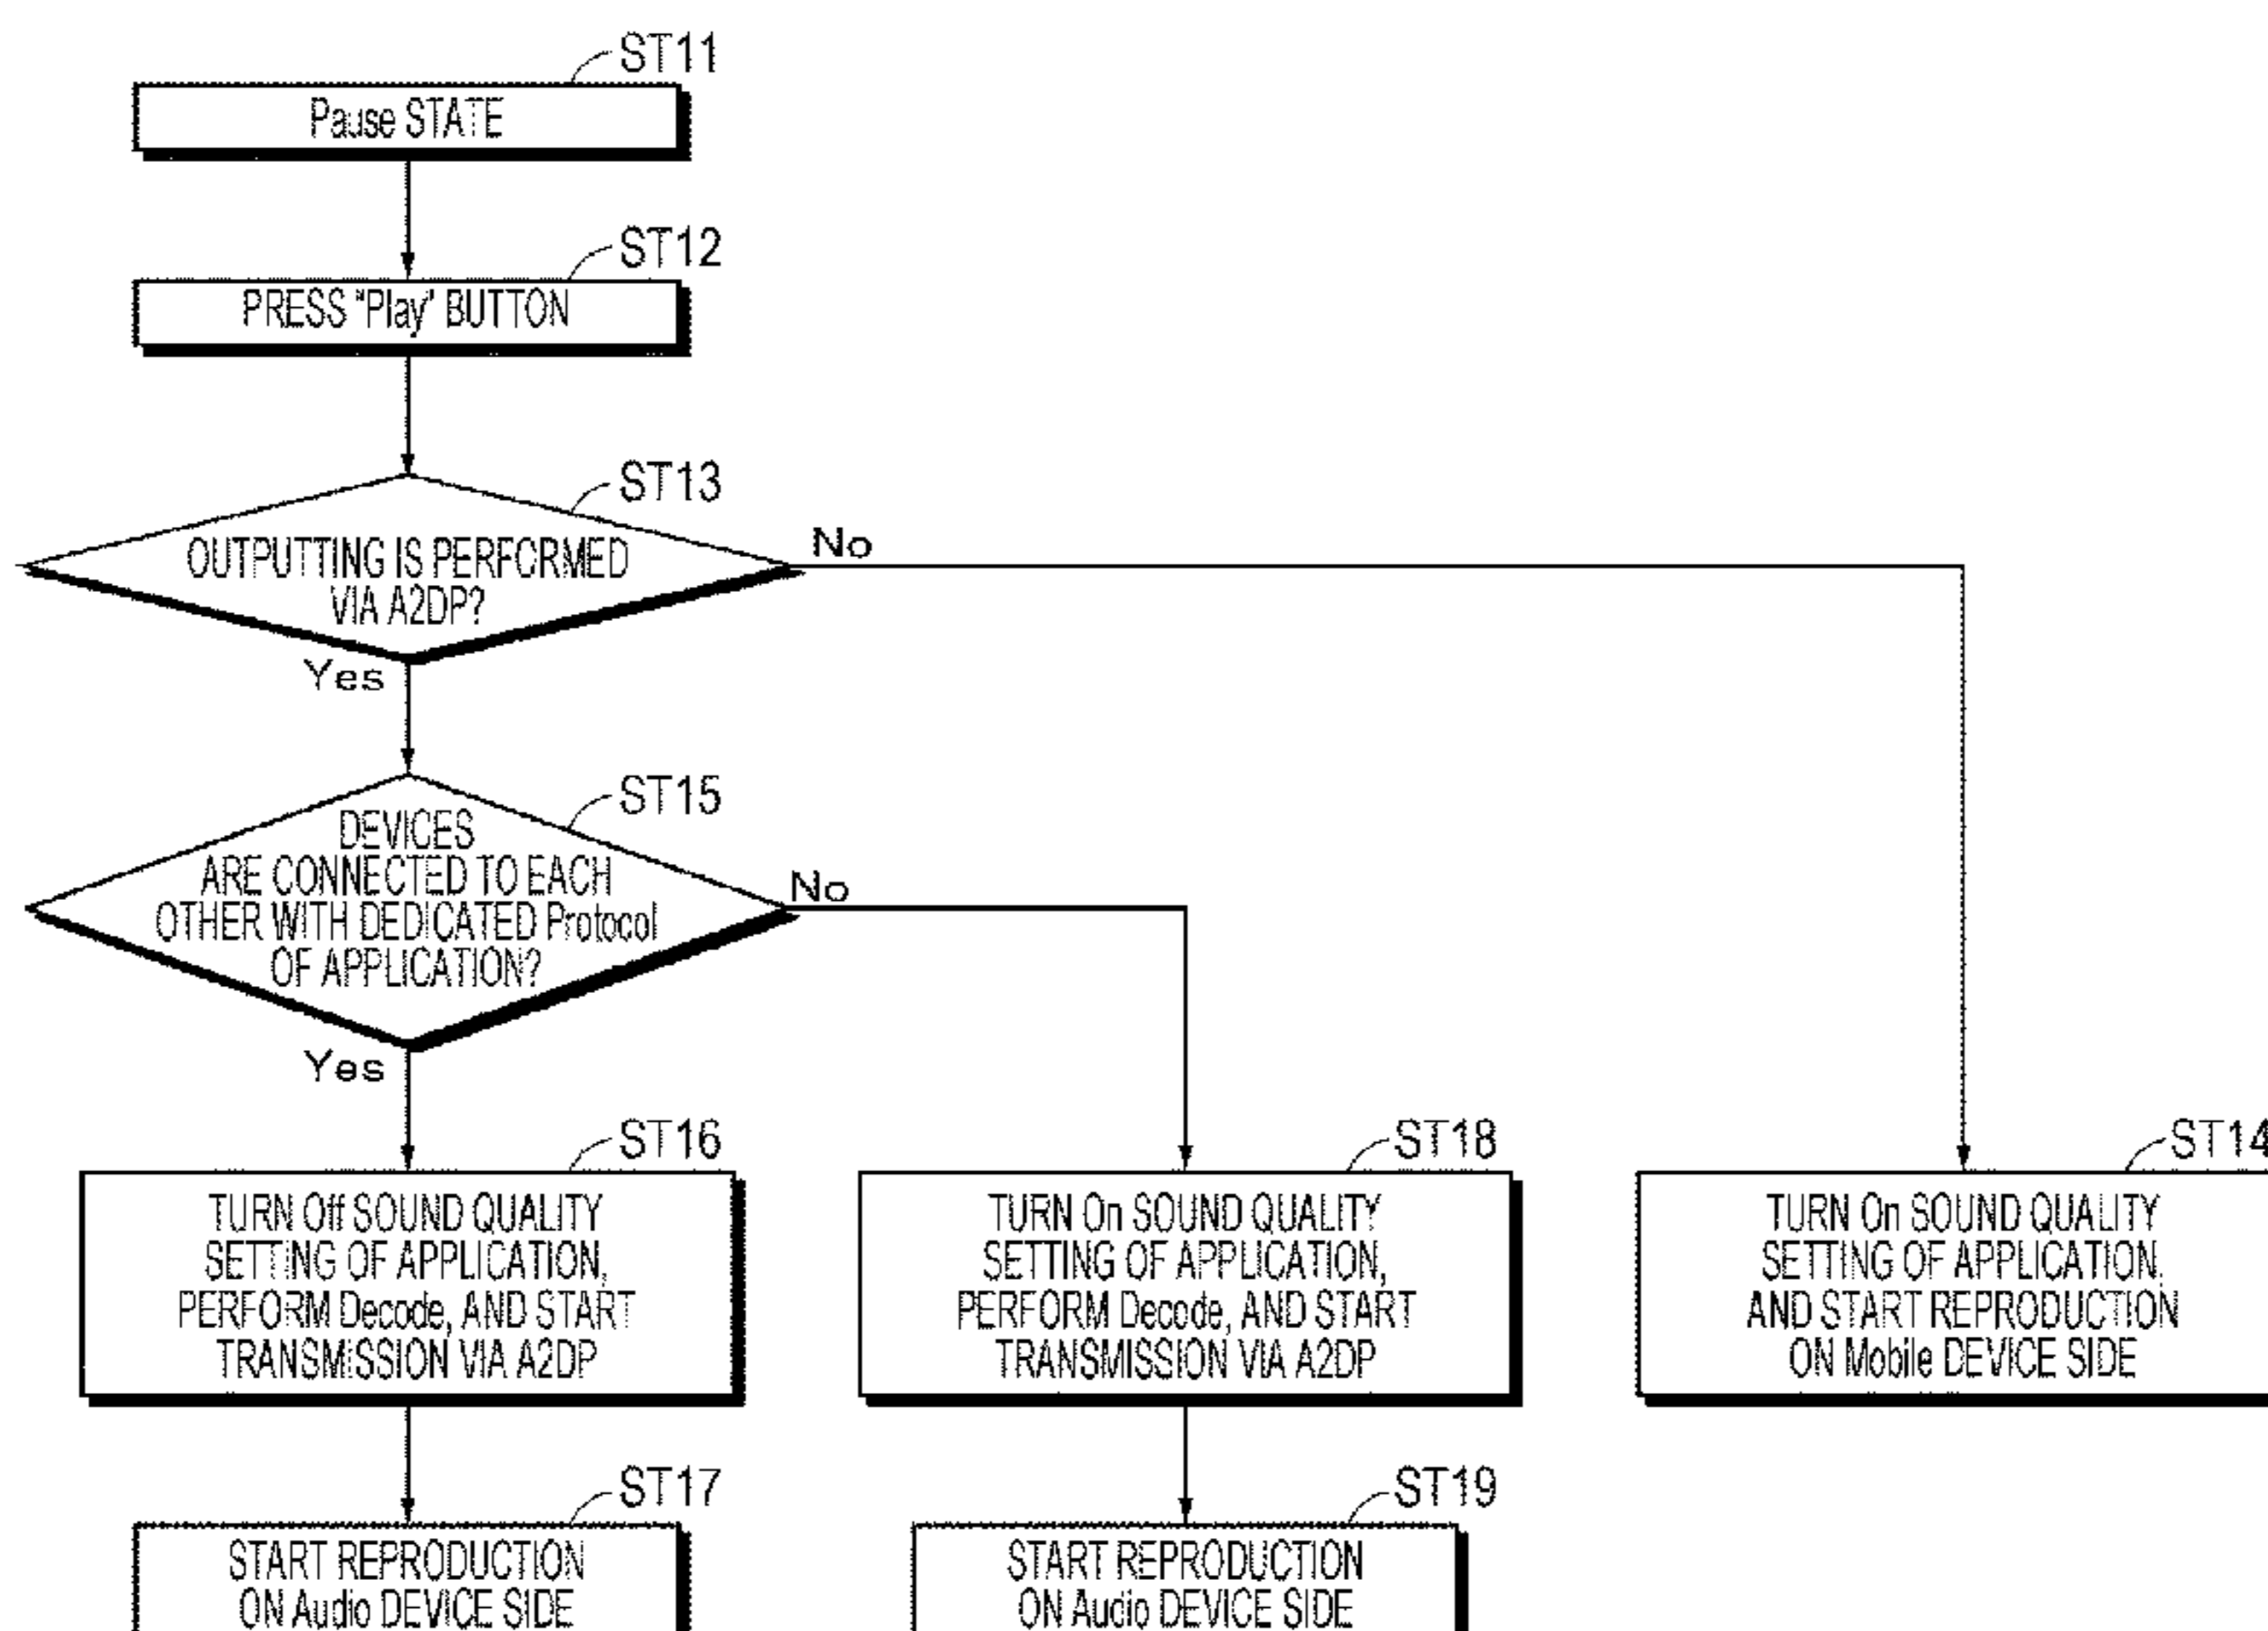 ST11
Pause STATE
ST12
PRESS "Play" BUTTON
ST13
OUTPUTTING IS PERFORMED
VIA A2DP?
No
Yes
ST15
DEVICES
ARE CONNECTED TO EACH
OTHER WITH DEDICATED Protocol
OF APPLICATION?
No
Yes
ST16
TURN Off SOUND QUALITY
SETTING OF APPLICATION,
PERFORM Decode, AND START
TRANSMISSION VIA A2DP
ST18
TURN On SOUND QUALITY
SETTING OF APPLICATION,
PERFORM Decode, AND START
TRANSMISSION VIA A2DP
ST14
TURN On SOUND QUALITY
SETTING OF APPLICATION,
AND START REPRODUCTION
ON Mobile DEVICE SIDE
ST17
START REPRODUCTION
ON Audio DEVICE SIDE
ST19
START REPRODUCTION
ON Audio DEVICE SIDE